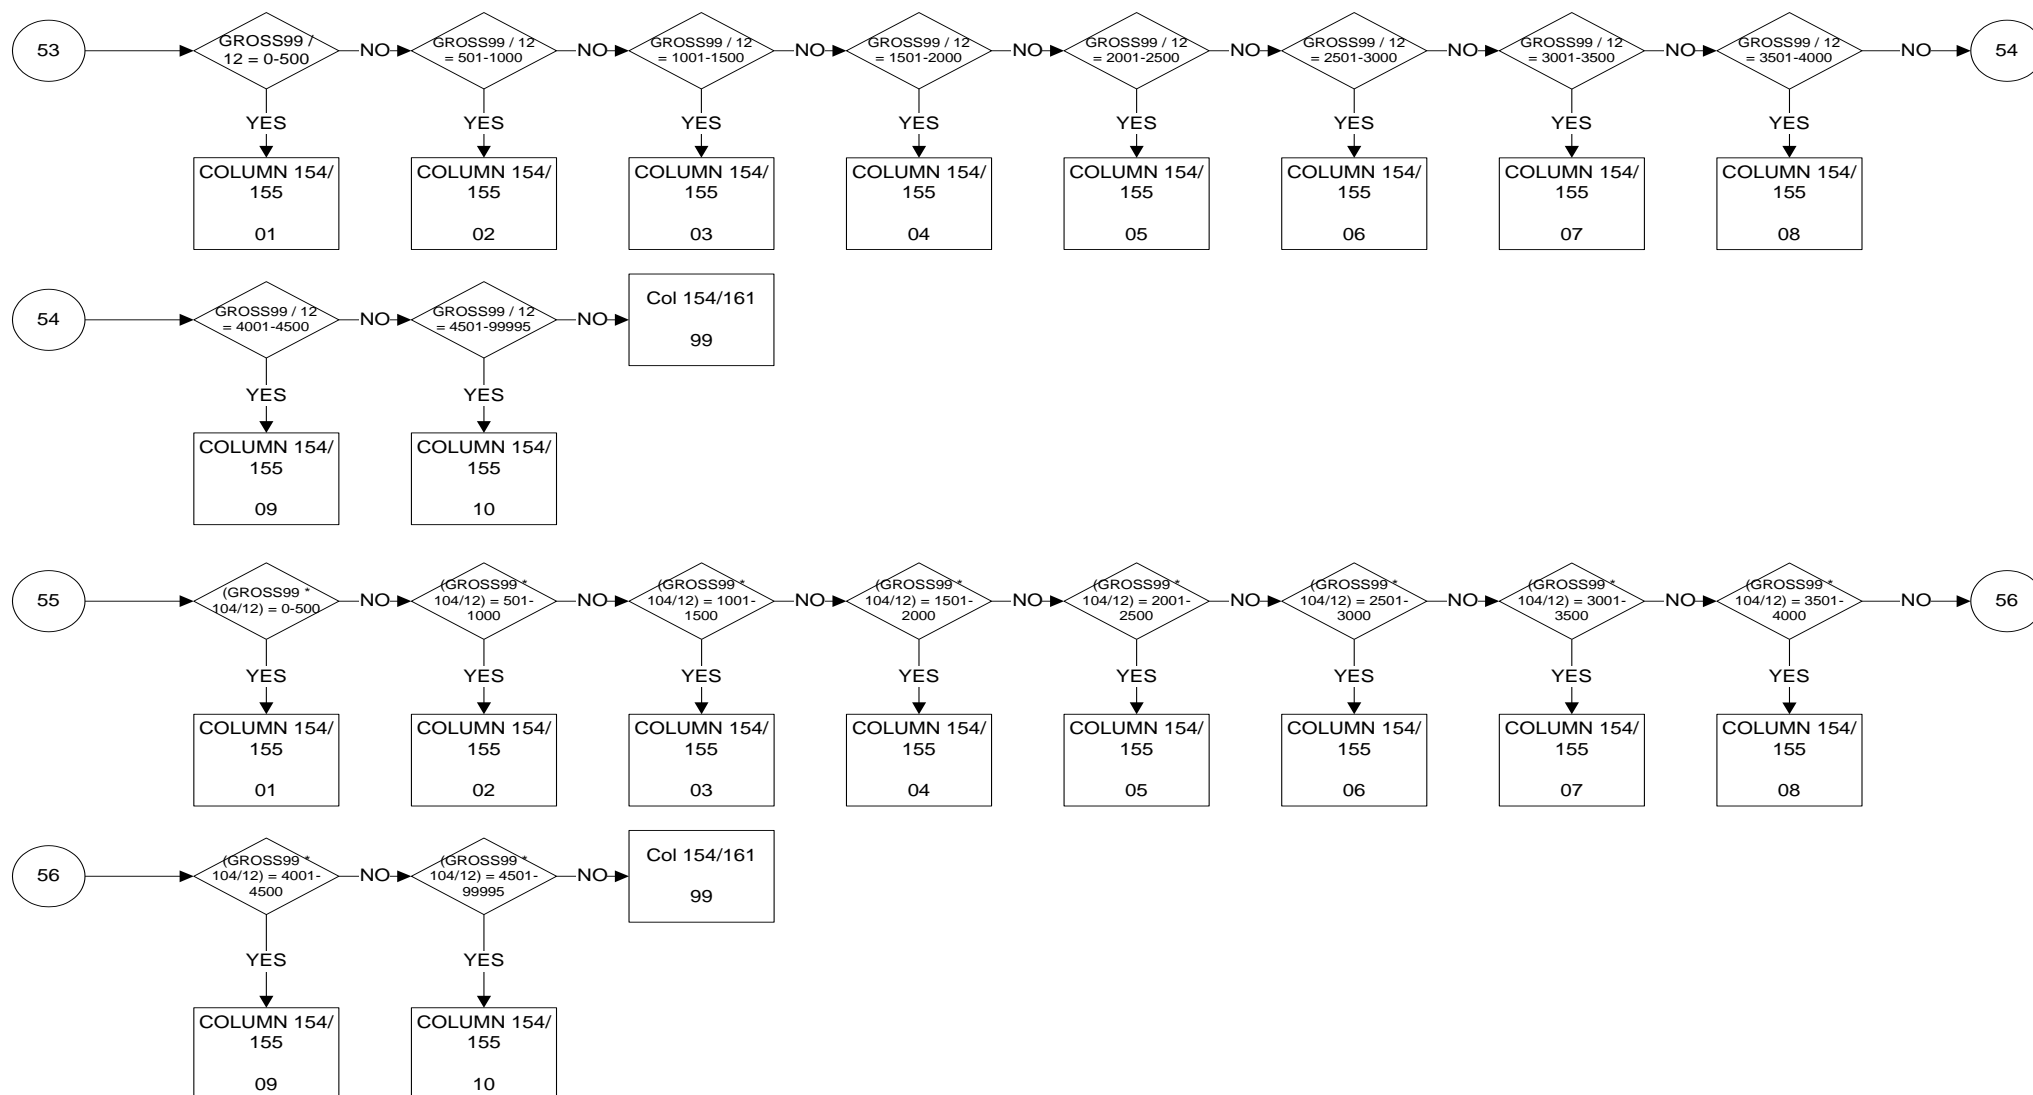 53
GROSS99 /
12 = 0-500
NO
GROSS99 / 12
= 501-1000
NO
GROSS99 / 12
= 1001-1500
NO
GROSS99 / 12
= 1501-2000
NO
GROSS99 / 12
= 2001-2500
NO
GROSS99 / 12
= 2501-3000
NO
GROSS99 / 12
= 3001-3500
NO
GROSS99 / 12
= 3501-4000
NO
54
YES
YES
YES
YES
YES
YES
YES
YES
COLUMN 154/
155
01
COLUMN 154/
155
02
COLUMN 154/
155
03
COLUMN 154/
155
04
COLUMN 154/
155
05
COLUMN 154/
155
06
COLUMN 154/
155
07
COLUMN 154/
155
08
54
GROSS99 / 12
= 4001-4500
NO
GROSS99 / 12
= 4501-99995
NO
Col 154/161
99
YES
YES
COLUMN 154/
155
09
COLUMN 154/
155
10
55
(GROSS99 *
104/12) = 0-500
NO
(GROSS99 *
104/12) = 501-
1000
NO
(GROSS99 *
104/12) = 1001-
1500
NO
(GROSS99 *
104/12) = 1501-
2000
NO
(GROSS99 *
104/12) = 2001-
2500
NO
(GROSS99 *
104/12) = 2501-
3000
NO
(GROSS99 *
104/12) = 3001-
3500
NO
(GROSS99 *
104/12) = 3501-
4000
NO
56
YES
YES
YES
YES
YES
YES
YES
YES
COLUMN 154/
155
01
COLUMN 154/
155
02
COLUMN 154/
155
03
COLUMN 154/
155
04
COLUMN 154/
155
05
COLUMN 154/
155
06
COLUMN 154/
155
07
COLUMN 154/
155
08
56
(GROSS99 *
104/12) = 4001-
4500
NO
(GROSS99 *
104/12) = 4501-
99995
NO
Col 154/161
99
YES
YES
COLUMN 154/
155
09
COLUMN 154/
155
10